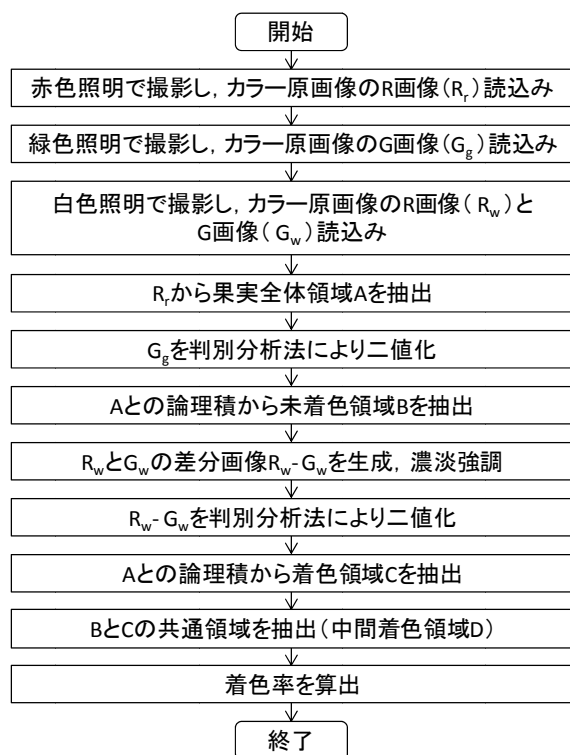 開始
赤色照明で撮影し，カラー原画像のR画像（Rr）読込み
緑色照明で撮影し，カラー原画像のG画像（Gg）読込み
白色照明で撮影し，カラー原画像のR画像（Rw）と
G画像（Gw）読込み
Rrから果実全体領域Aを抽出
Ggを判別分析法により二値化
Aとの論理積から未着色領域Bを抽出
RwとGwの差分画像Rw-Gwを生成，濃淡強調
Rw-Gwを判別分析法により二値化
Aとの論理積から着色領域Cを抽出
BとCの共通領域を抽出（中間着色領域D）
着色率を算出
終了